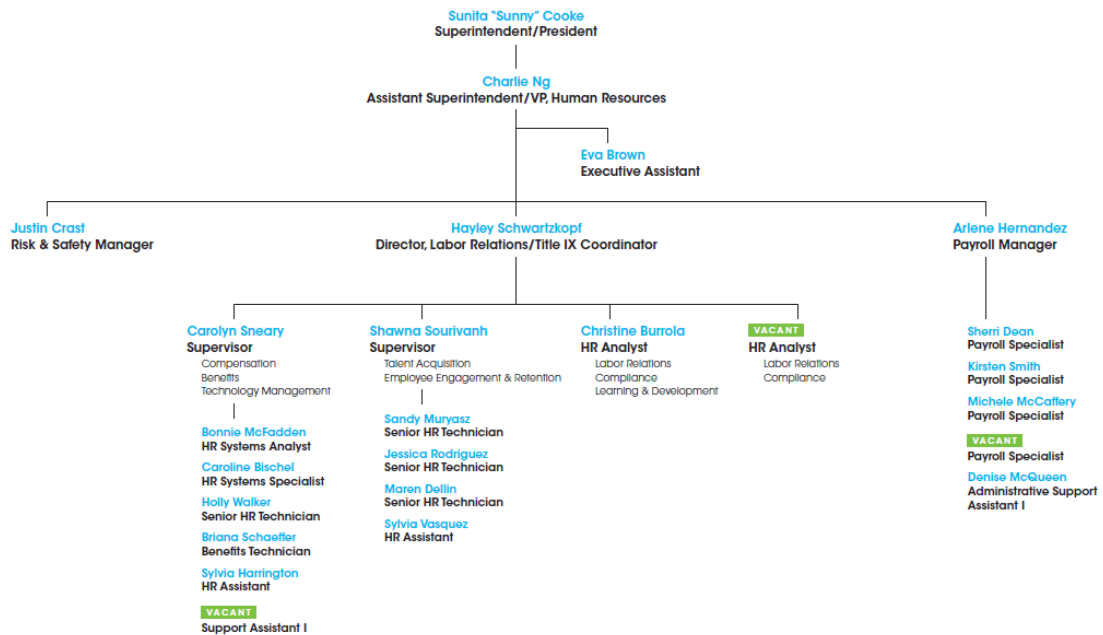 Sunita “Sunny” Cooke
Superintendent/President
Charlie Ng
Assistant Superintendent/VP, Human Resources
Eva Brown
Executive Assistant
Justin Crast
Risk & Safety Manager
Hayley Schwartzkopf
Director, Labor Relations/Title IX Coordinator
Arlene Hernandez
Payroll Manager
Carolyn Sneary
Supervisor
Compensation
Benefits
Technology Management
Bonnie McFadden
HR Systems Analyst
Caroline Bischel
HR Systems Specialist
Holly Walker
Senior HR Technician
Briana Schaeffer
Benefits Technician
Sylvia Harrington
HR Assistant
VACANT
Support Assistant I
Shawna Sourivanh
Supervisor
Talent Acquisition
Employee Engagement & Retention
Sandy Muryasz
Senior HR Technician
Jessica Rodriguez
Senior HR Technician
Maren Dellin
Senior HR Technician
Sylvia Vasquez
HR Assistant
Christine Burrola
HR Analyst
Labor Relations
Compliance
Learning & Development
VACANT
HR Analyst
Labor Relations
Compliance
Sherri Dean
Payroll Specialist
Kirsten Smith
Payroll Specialist
Michele McCaffery
Payroll Specialist
VACANT
Payroll Specialist
Denise McQueen
Administrative Support
Assistant I